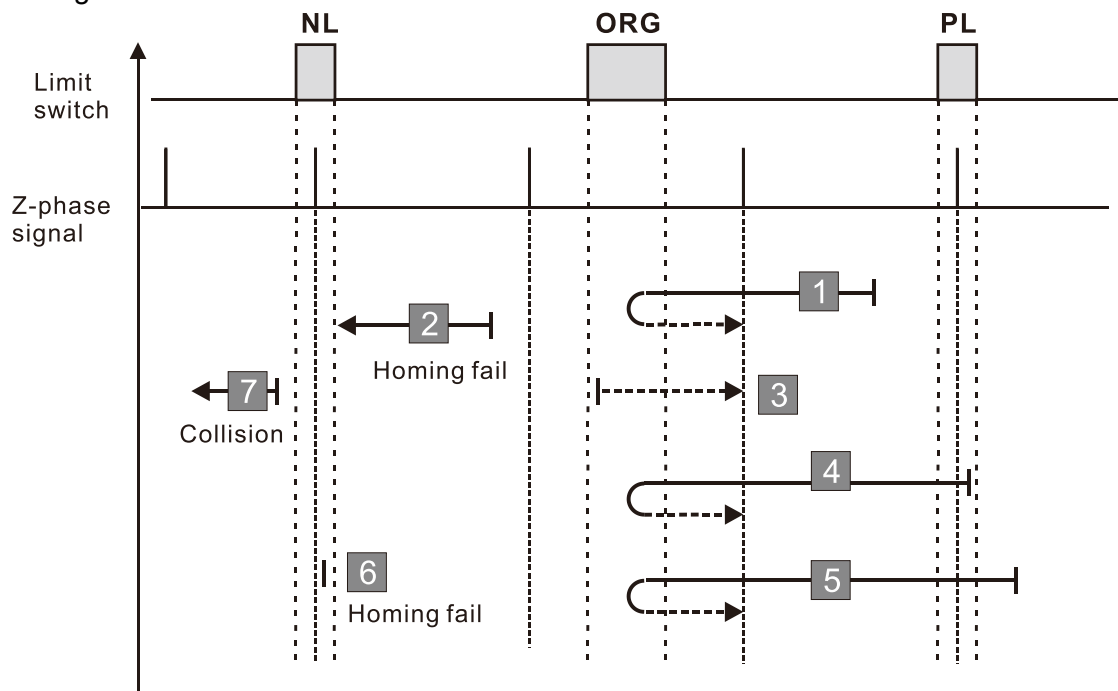 NL ORG PL
Limit
switch
Z-phase
signal
1
2
Homing fail
7
3
Collision
4
6
5
Homing fail